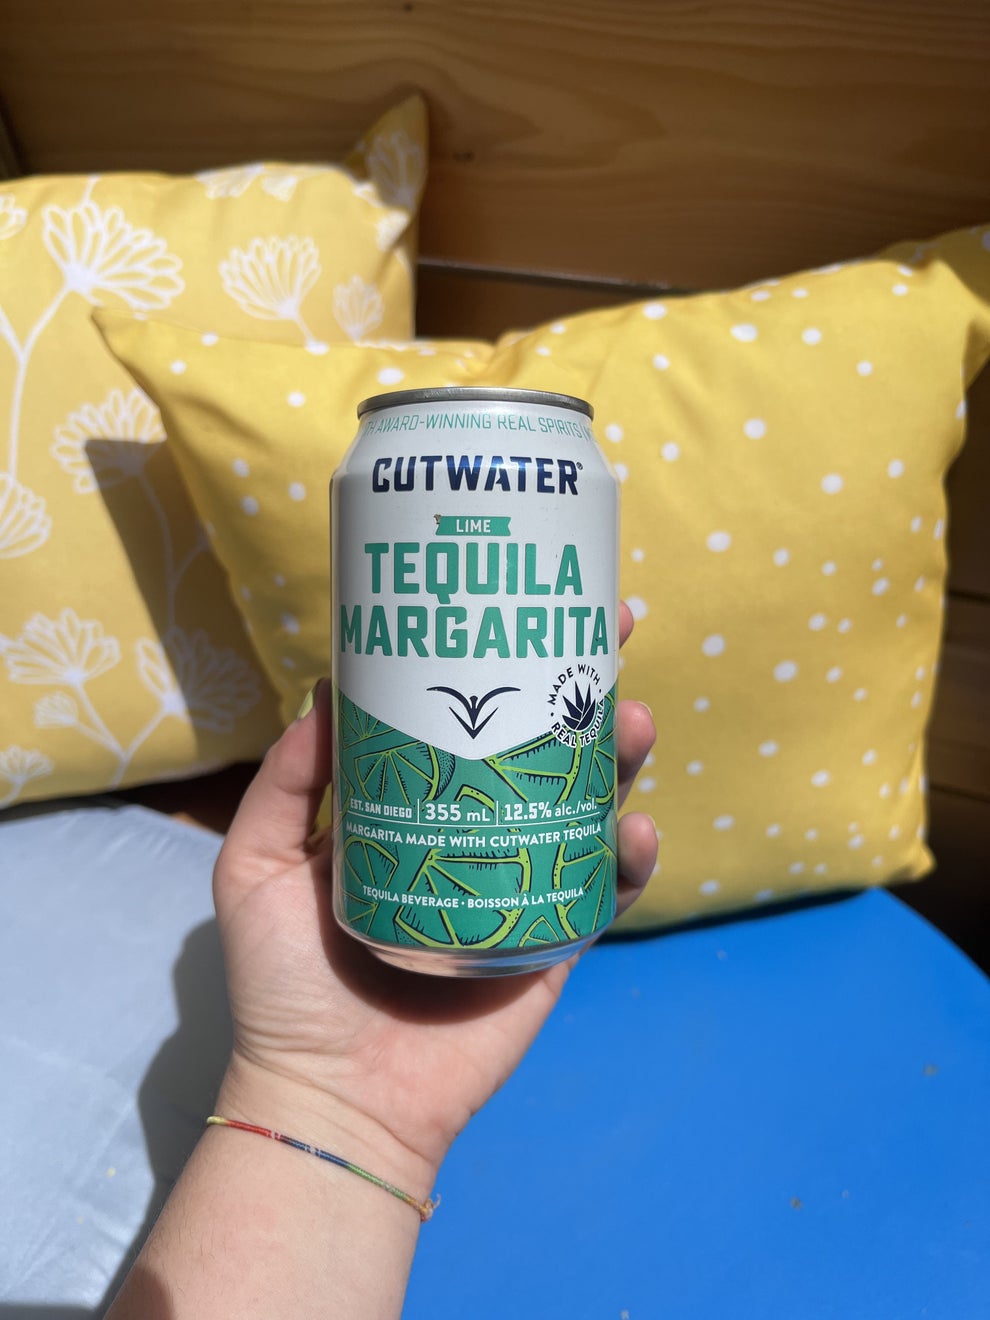 AWARD-WINNING REAL SPIRITS
CUTWATER®
LIME
TEQUILA
MARGARITA
MADE WITH
REAL TEQUILA
EST. SAN DIEGO 355 mL 12.5% alc./vol.
MARGARITA MADE WITH CUTWATER TEQUILA
TEQUILA BEVERAGE • BOISSON À LA TEQUILA